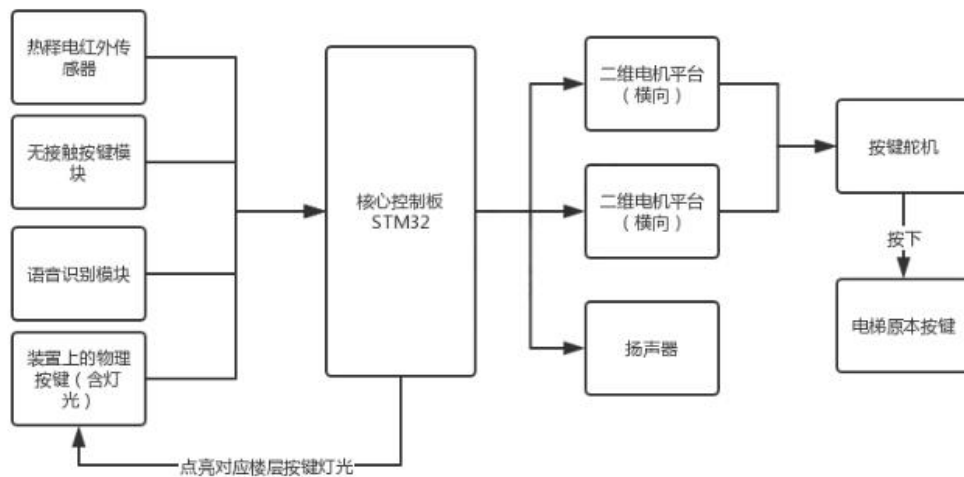 热释电红外传
感器
无接触按键模
块
语音识别模块
装置上的物理
按键（含灯
光）
核心控制板
STM32
二维电机平台
（横向）
二维电机平台
（横向）
扬声器
按键舵机
按下
电梯原本按键
点亮对应楼层按键灯光